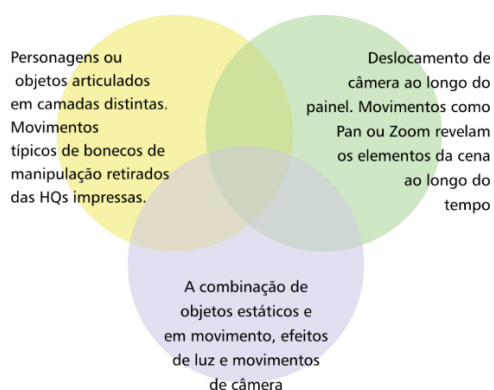 Personagens ou
objetos articulados
em camadas distintas.
Movimentos
típicos de bonecos de
manipulação retirados
das HQs impressas.
Deslocamento de
câmera ao longo do
painel. Movimentos como
Pan ou Zoom revelam
os elementos da cena
ao longo do
tempo
A combinação de
objetos estáticos e
em movimento, efeitos
de luz e movimentos
de câmera